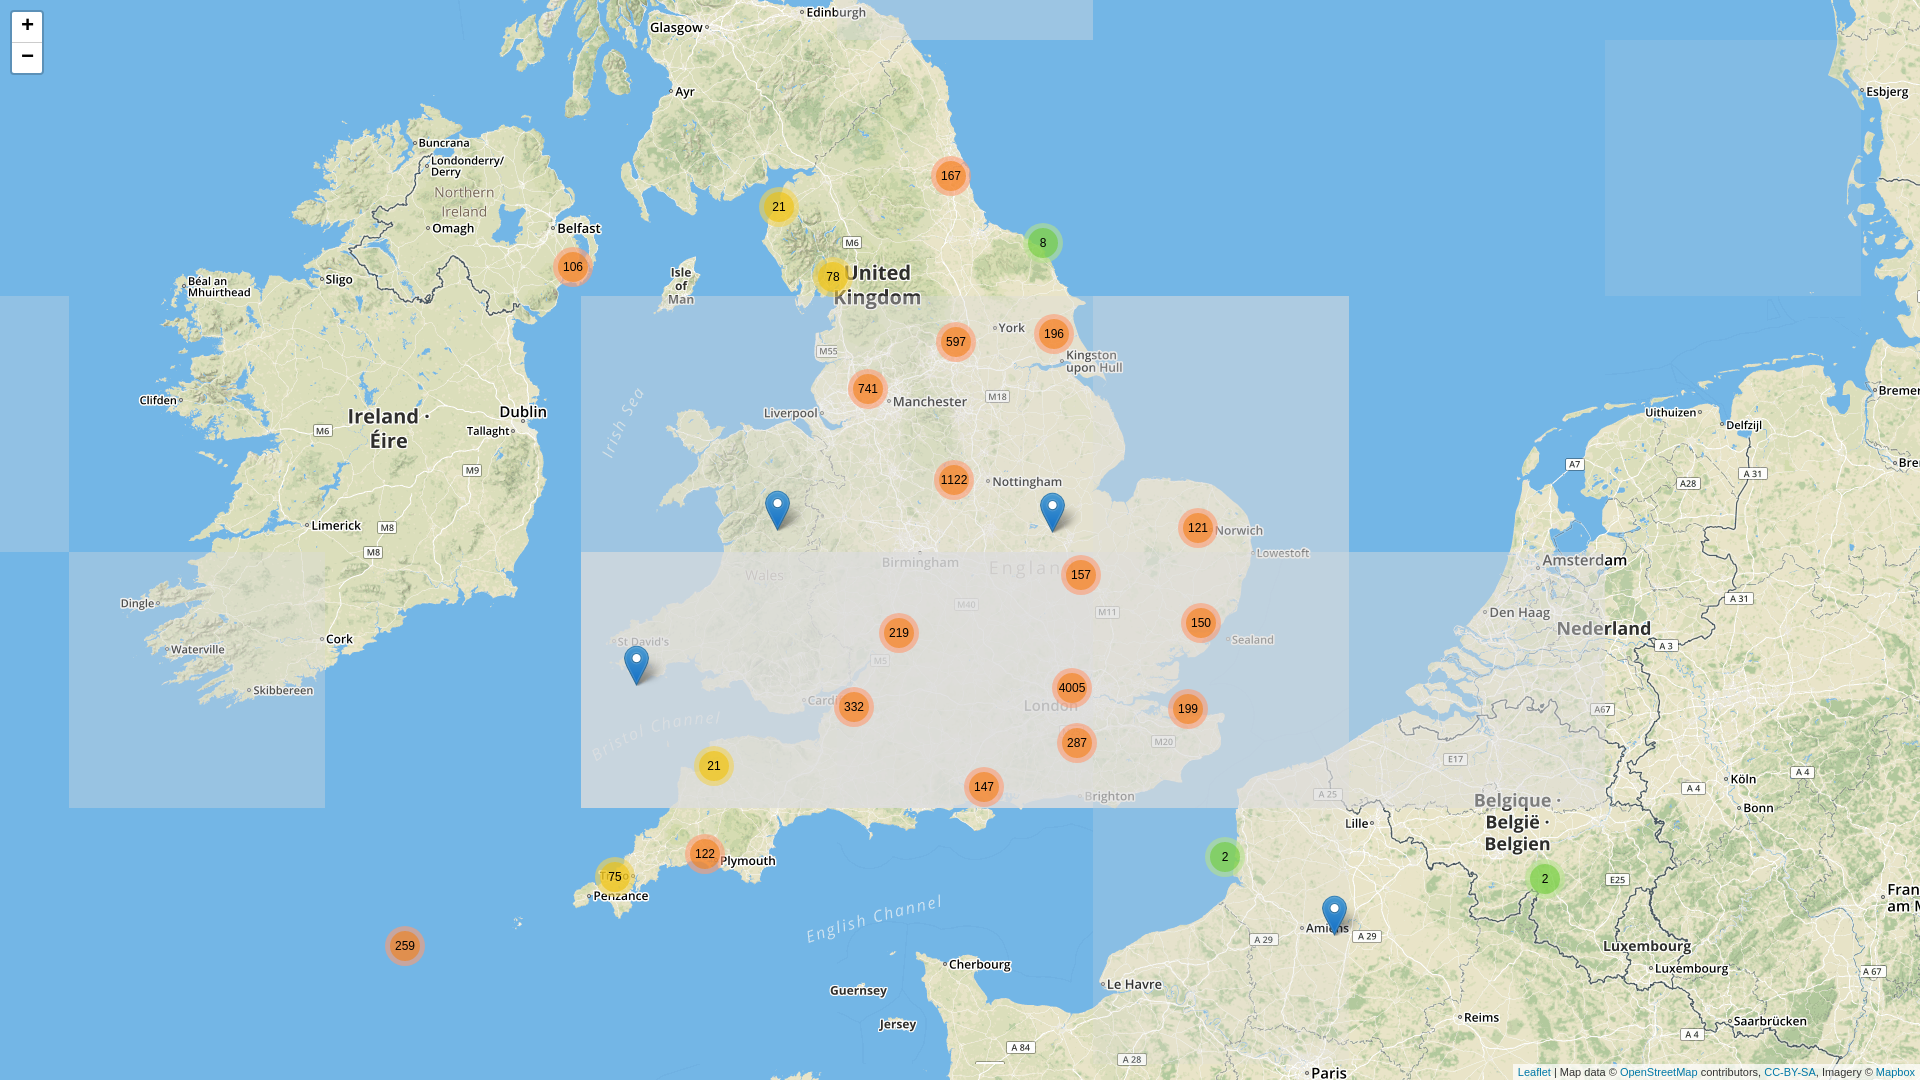 +
−
Edinburgh
Glasgow
Ayr
Esbjerg
Buncrana
Londonderry/
Derry
Northern
Ireland
Omagh
Belfast
167
21
8
M6
106
78
United
Kingdom
Isle
of
Man
Sligo
Béal an
Mhuirthead
York
196
597
Kingston
upon Hull
M55
741
Manchester
M18
Liverpool
Irish Sea
Clifden
Ireland ·
Éire
Dublin
Tallaght
M6
M9
Uithuizen
Delfzijl
Bremer
A7
A 31
A28
Bre
1122
Nottingham
Limerick
M8
M8
121
Norwich
Lowestoft
Birmingham
Wales
Englan
157
Amsterdam
A 31
Dingle
M40
M11
Den Haag
Nederland
Cork
Waterville
Skibbereen
St David's
219
150
Sealand
A 3
M5
4005
London
Cardi
332
199
A67
Bristol Channel
287
M20
E17
21
147
Brighton
A 25
Köln
A 4
A 4
Bonn
Belgique ·
België ·
Belgien
Lille
122
Plymouth
75
Penzance
2
2
E25
Fran
am M
259
English Channel
Amiens
A 29
A 29
Luxembourg
Luxembourg
A 67
Cherbourg
Guernsey
Le Havre
Jersey
Reims
Saarbrücken
A 84
A 28
A 4
Paris
Leaflet | Map data © OpenStreetMap contributors, CC-BY-SA, Imagery © Mapbox